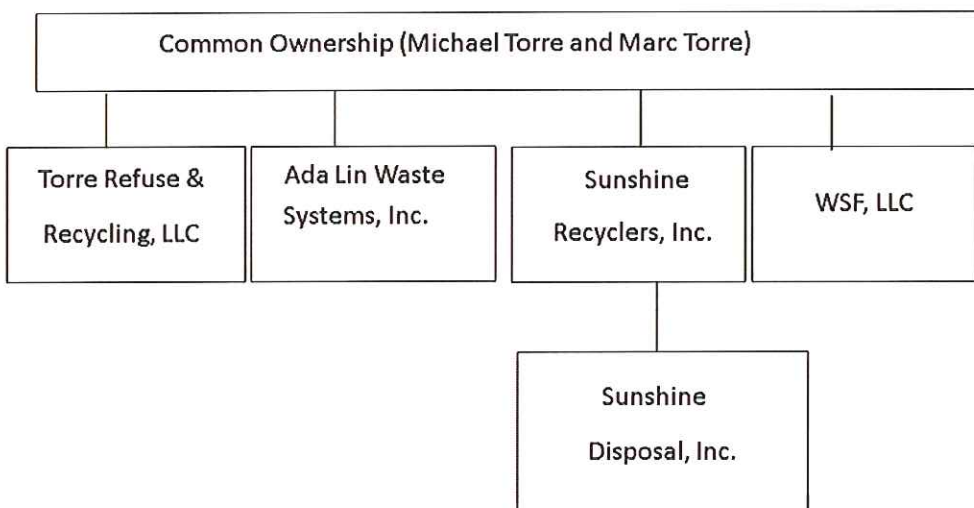 Common Ownership (Michael Torre and Marc Torre)
Torre Refuse &
Recycling, LLC
Ada Lin Waste
Systems, Inc.
Sunshine
Recyclers, Inc.
WSF, LLC
Sunshine
Disposal, Inc.